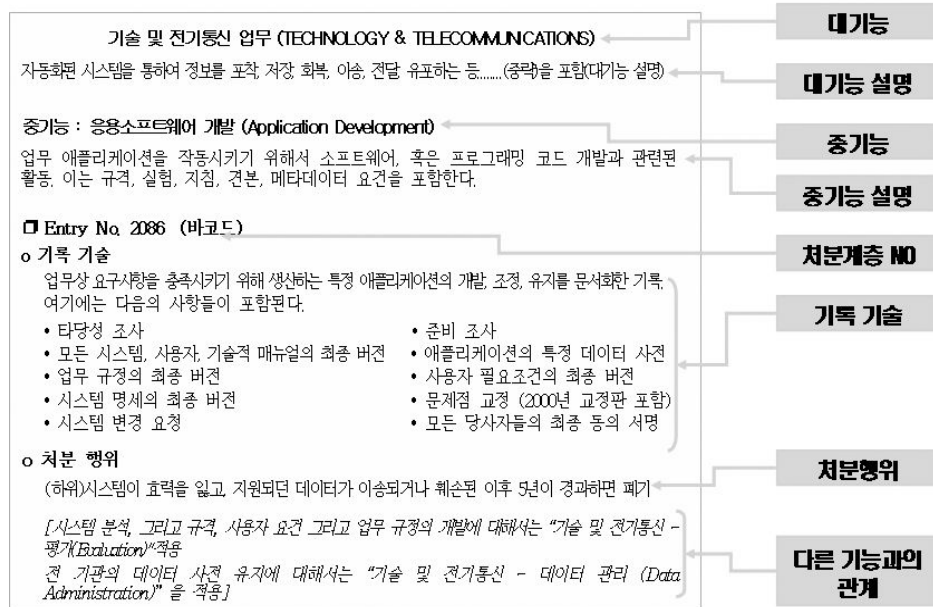 기술 및 전기통신 업무 (TECHNOLOGY & TELECOMMUNICATIONS)
대기능
자동화된 시스템을 통하여 정보를 포착, 저장, 회복, 이송, 전달, 유포하는 등.......(중략)을 포함(대기능 설명)
대기능 설명
중기능 : 응용소프트웨어 개발 (Application Development)
중기능
업무 애플리케이션을 작동시키기 위해서 소프트웨어, 혹은 프로그래밍 코드 개발과 관련된
활동. 이는 규격, 실험, 지침, 견본, 메타데이터 요건을 포함한다.
중기능 설명
❒ Entry No. 2086 (바코드)
처분계층 NO
o 기록 기술
업무상 요구사항을 충족시키기 위해 생산하는 특정 애플리케이션의 개발, 조정, 유지를 문서화한 기록.
여기에는 다음의 사항들이 포함된다.
기록 기술
• 타당성 조사
• 준비 조사
• 모든 시스템, 사용자, 기술적 매뉴얼의 최종 버전
• 애플리케이션의 특정 데이터 사전
• 업무 규정의 최종 버전
• 사용자 필요조건의 최종 버전
• 시스템 명세의 최종 버전
• 문제점 교정 (2000년 교정판 포함)
• 시스템 변경 요청
• 모든 당사자들의 최종 동의 서명
o 처분 행위
처분행위
(하위)시스템이 효력을 잃고, 지원되던 데이터가 이송되거나 훼손된 이후 5년이 경과하면 폐기
[시스템 분석, 그리고 규격, 사용자 요건 그리고 업무 규정의 개발에 대해서는 “기술 및 전기통신 -
평가(Evaluation)”적용
전 기관의 데이터 사전 유지에 대해서는 “기술 및 전기통신 - 데이터 관리 (Data
Administration)” 을 적용]
다른 기능과의
관계